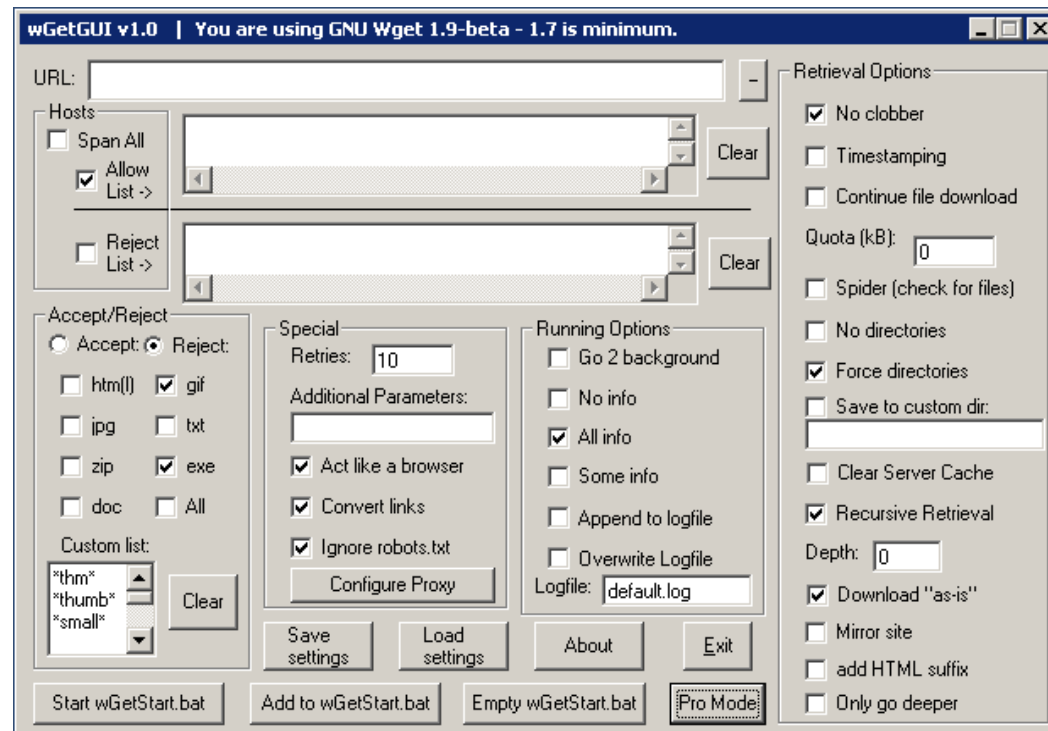 wGetGUI v1.0 | You are using GNU Wget 1.9-beta - 1.7 is minimum.
URL:
-
Hosts
Span All
Allow
List ->
Clear
Reject
List ->
Clear
Accept/Reject
Accept: Reject:
htm(l) gif
jpg txt
zip exe
doc All
Custom list:
*thm*
*thumb*
*small*
Clear
Special
Retries: 10
Additional Parameters:
Act like a browser
Convert links
Ignore robots.txt
Configure Proxy
Running Options
Go 2 background
No info
All info
Some info
Append to logfile
Overwrite Logfile
Logfile: default.log
Retrieval Options
No clobber
Timestamping
Continue file download
Quota (kB): 0
Spider (check for files)
No directories
Force directories
Save to custom dir:
Clear Server Cache
Recursive Retrieval
Depth: 0
Download "as-is"
Mirror site
add HTML suffix
Only go deeper
Save
settings
Load
settings
About
Exit
Start wGetStart.bat
Add to wGetStart.bat
Empty wGetStart.bat
Pro Mode